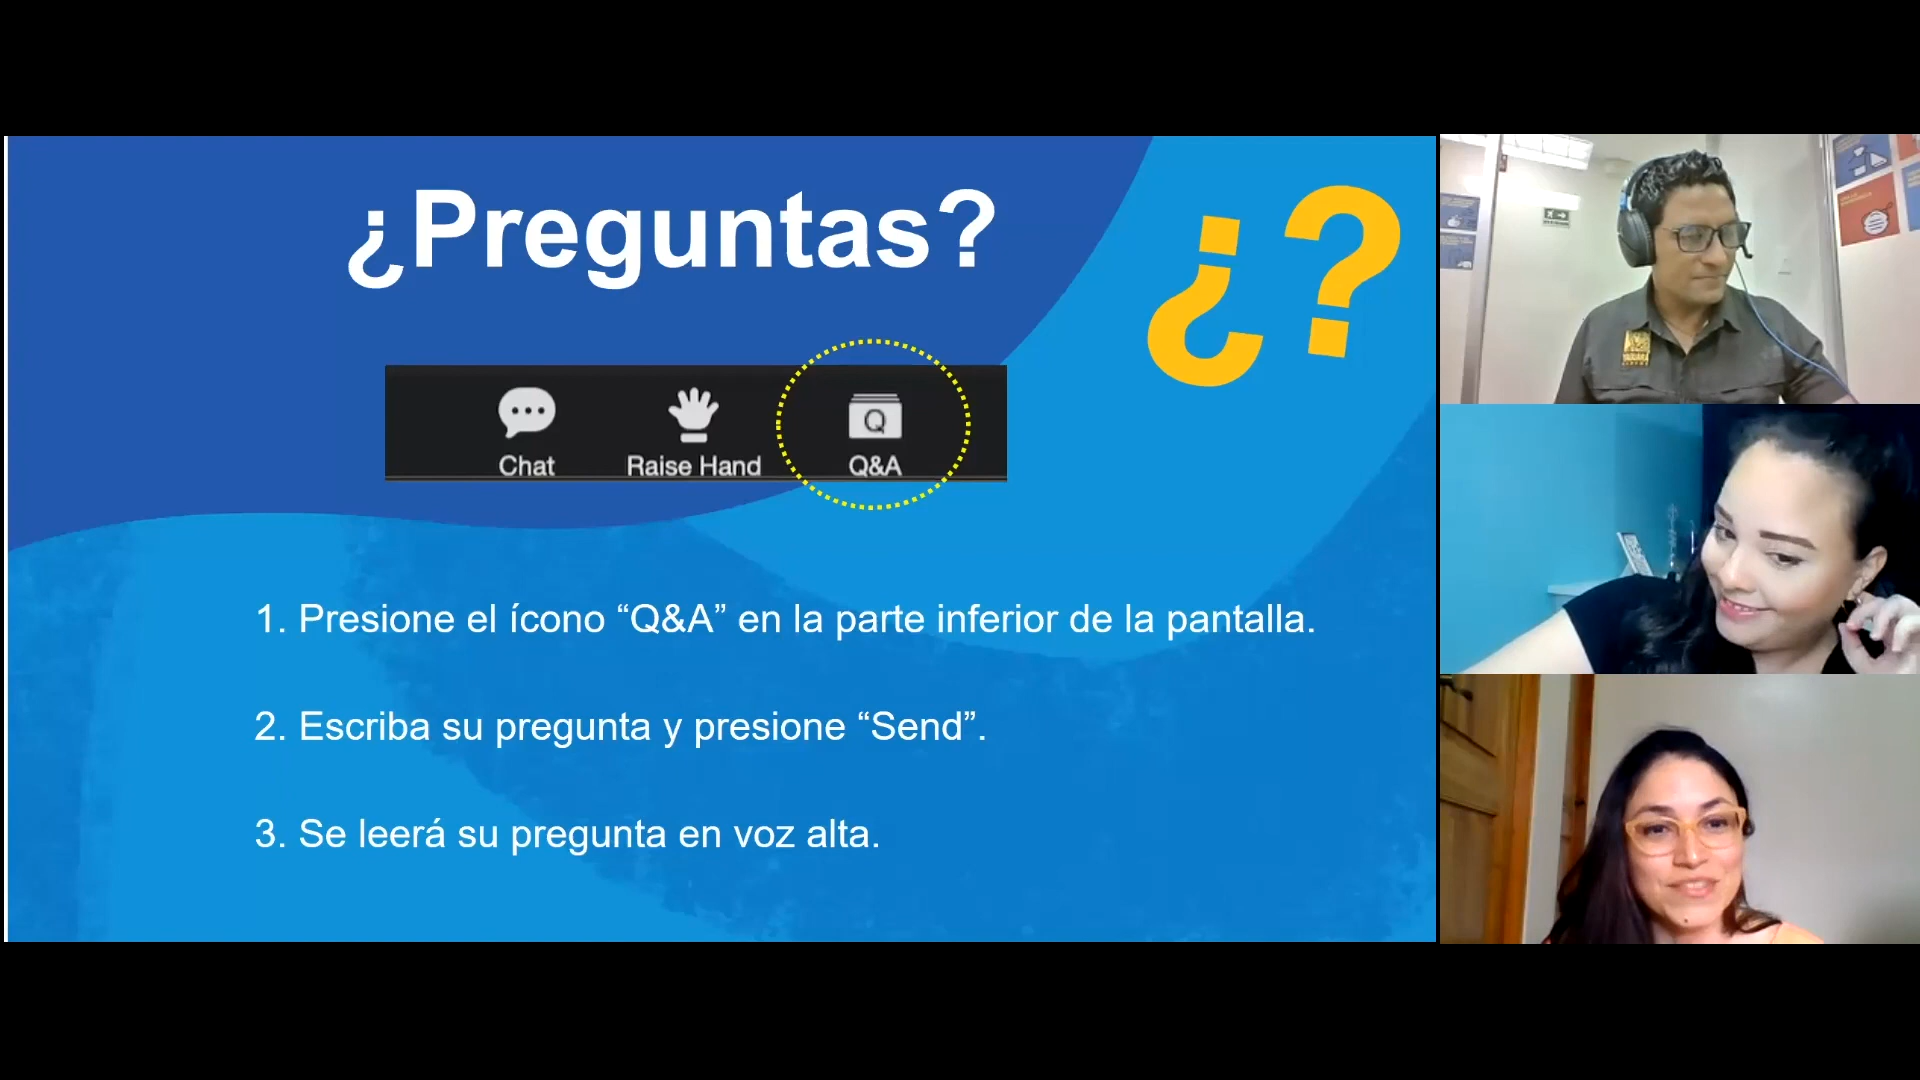 ¿Preguntas?
¿?
Chat
Raise Hand
Q
Q&A
1. Presione el ícono “Q&A” en la parte inferior de la pantalla.
2. Escriba su pregunta y presione “Send”.
3. Se leerá su pregunta en voz alta.